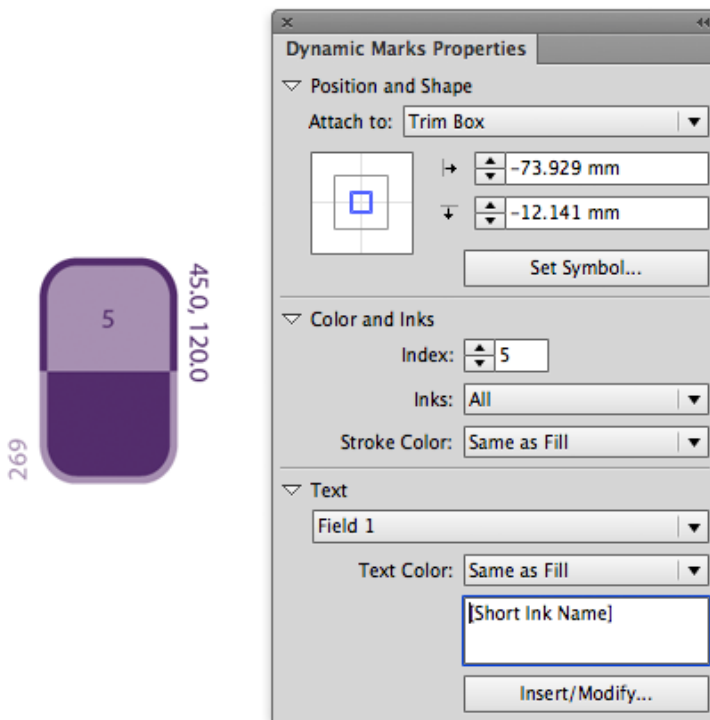 5
45.0, 120.0
269
Dynamic Marks Properties
Position and Shape
Attach to: Trim Box
-73.929 mm
-12.141 mm
Set Symbol...
Color and Inks
Index: 5
Inks: All
Stroke Color: Same as Fill
Text
Field 1
Text Color: Same as Fill
[Short Ink Name]
Insert/Modify...